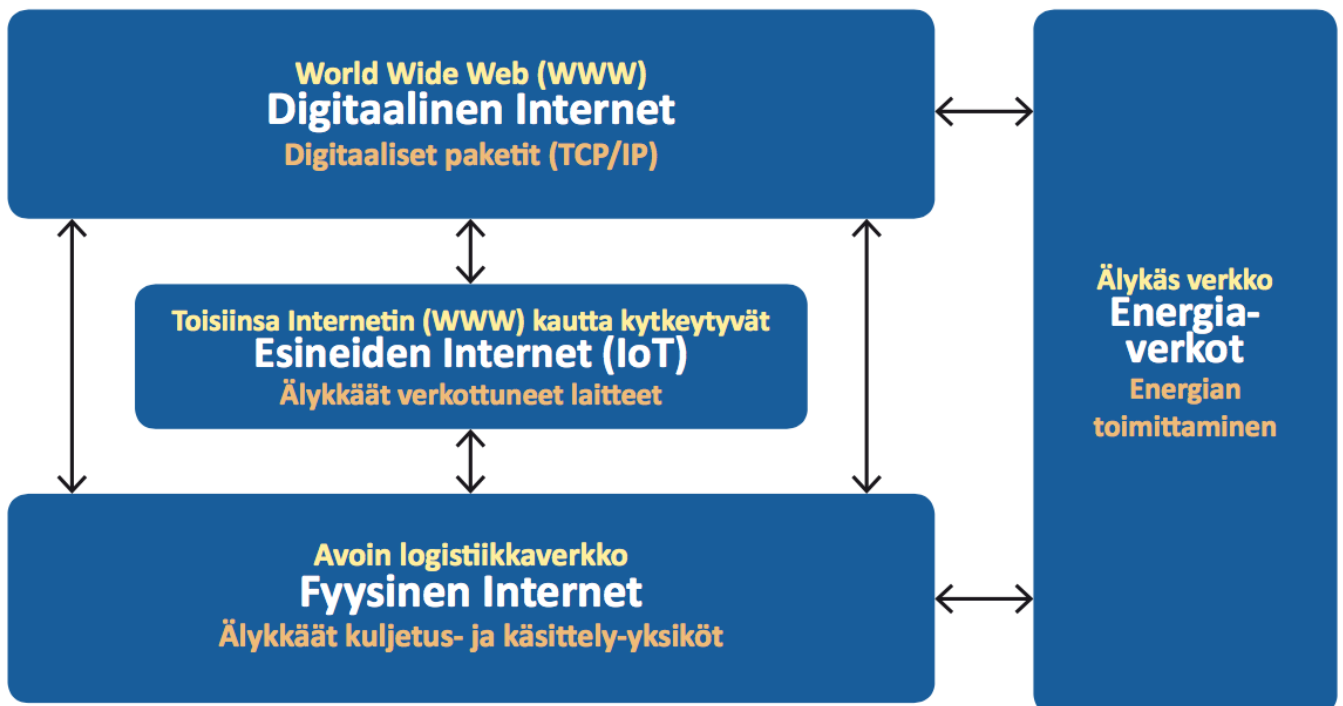 World Wide Web (WWW)
Digitaalinen Internet
Digitaaliset paketit (TCP/IP)
Toisiinsa Internetin (WWW) kautta kytkeytyvät
Esineiden Internet (IoT)
Älykkäät verkottuneet laitteet
Avoin logistiikkaverkko
Fyysinen Internet
Älykkäät kuljetus- ja käsittely-yksiköt
Älykäs verkko
Energia-
verkot
Energian
toimittaminen